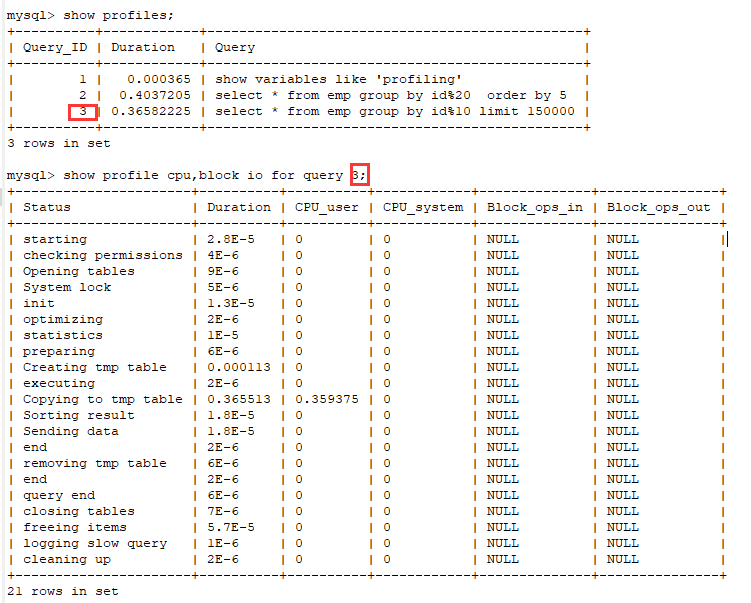 mysql> show profiles;
+----------+------------+----------------------------------------------+
| Query_ID | Duration | Query |
+----------+------------+----------------------------------------------+
| 1 | 0.000365 | show variables like 'profiling' |
| 2 | 0.4037205 | select * from emp group by id%20  order by 5 |
| 3 | 0.36582225 | select * from emp group by id%10 limit 150000 |
+----------+------------+----------------------------------------------+
3 rows in set
mysql> show profile cpu,block io for query 3;
+----------------------+----------+----------+------------+--------------+---------------+
| Status | Duration | CPU_user | CPU_system | Block_ops_in | Block_ops_out |
+----------------------+----------+----------+------------+--------------+---------------+
| starting | 2.8E-5 | 0 | 0 | NULL | NULL |
| checking permissions | 4E-6 | 0 | 0 | NULL | NULL |
| Opening tables | 9E-6 | 0 | 0 | NULL | NULL |
| System lock | 5E-6 | 0 | 0 | NULL | NULL |
| init | 1.3E-5 | 0 | 0 | NULL | NULL |
| optimizing | 2E-6 | 0 | 0 | NULL | NULL |
| statistics | 1E-5 | 0 | 0 | NULL | NULL |
| preparing | 6E-6 | 0 | 0 | NULL | NULL |
| Creating tmp table | 0.000113 | 0 | 0 | NULL | NULL |
| executing | 2E-6 | 0 | 0 | NULL | NULL |
| Copying to tmp table | 0.365513 | 0.359375 | 0 | NULL | NULL |
| Sorting result | 1.8E-5 | 0 | 0 | NULL | NULL |
| Sending data | 1.8E-5 | 0 | 0 | NULL | NULL |
| end | 2E-6 | 0 | 0 | NULL | NULL |
| removing tmp table | 6E-6 | 0 | 0 | NULL | NULL |
| end | 2E-6 | 0 | 0 | NULL | NULL |
| query end | 6E-6 | 0 | 0 | NULL | NULL |
| closing tables | 7E-6 | 0 | 0 | NULL | NULL |
| freeing items | 5.7E-5 | 0 | 0 | NULL | NULL |
| logging slow query | 1E-6 | 0 | 0 | NULL | NULL |
| cleaning up | 2E-6 | 0 | 0 | NULL | NULL |
+----------------------+----------+----------+------------+--------------+---------------+
21 rows in set